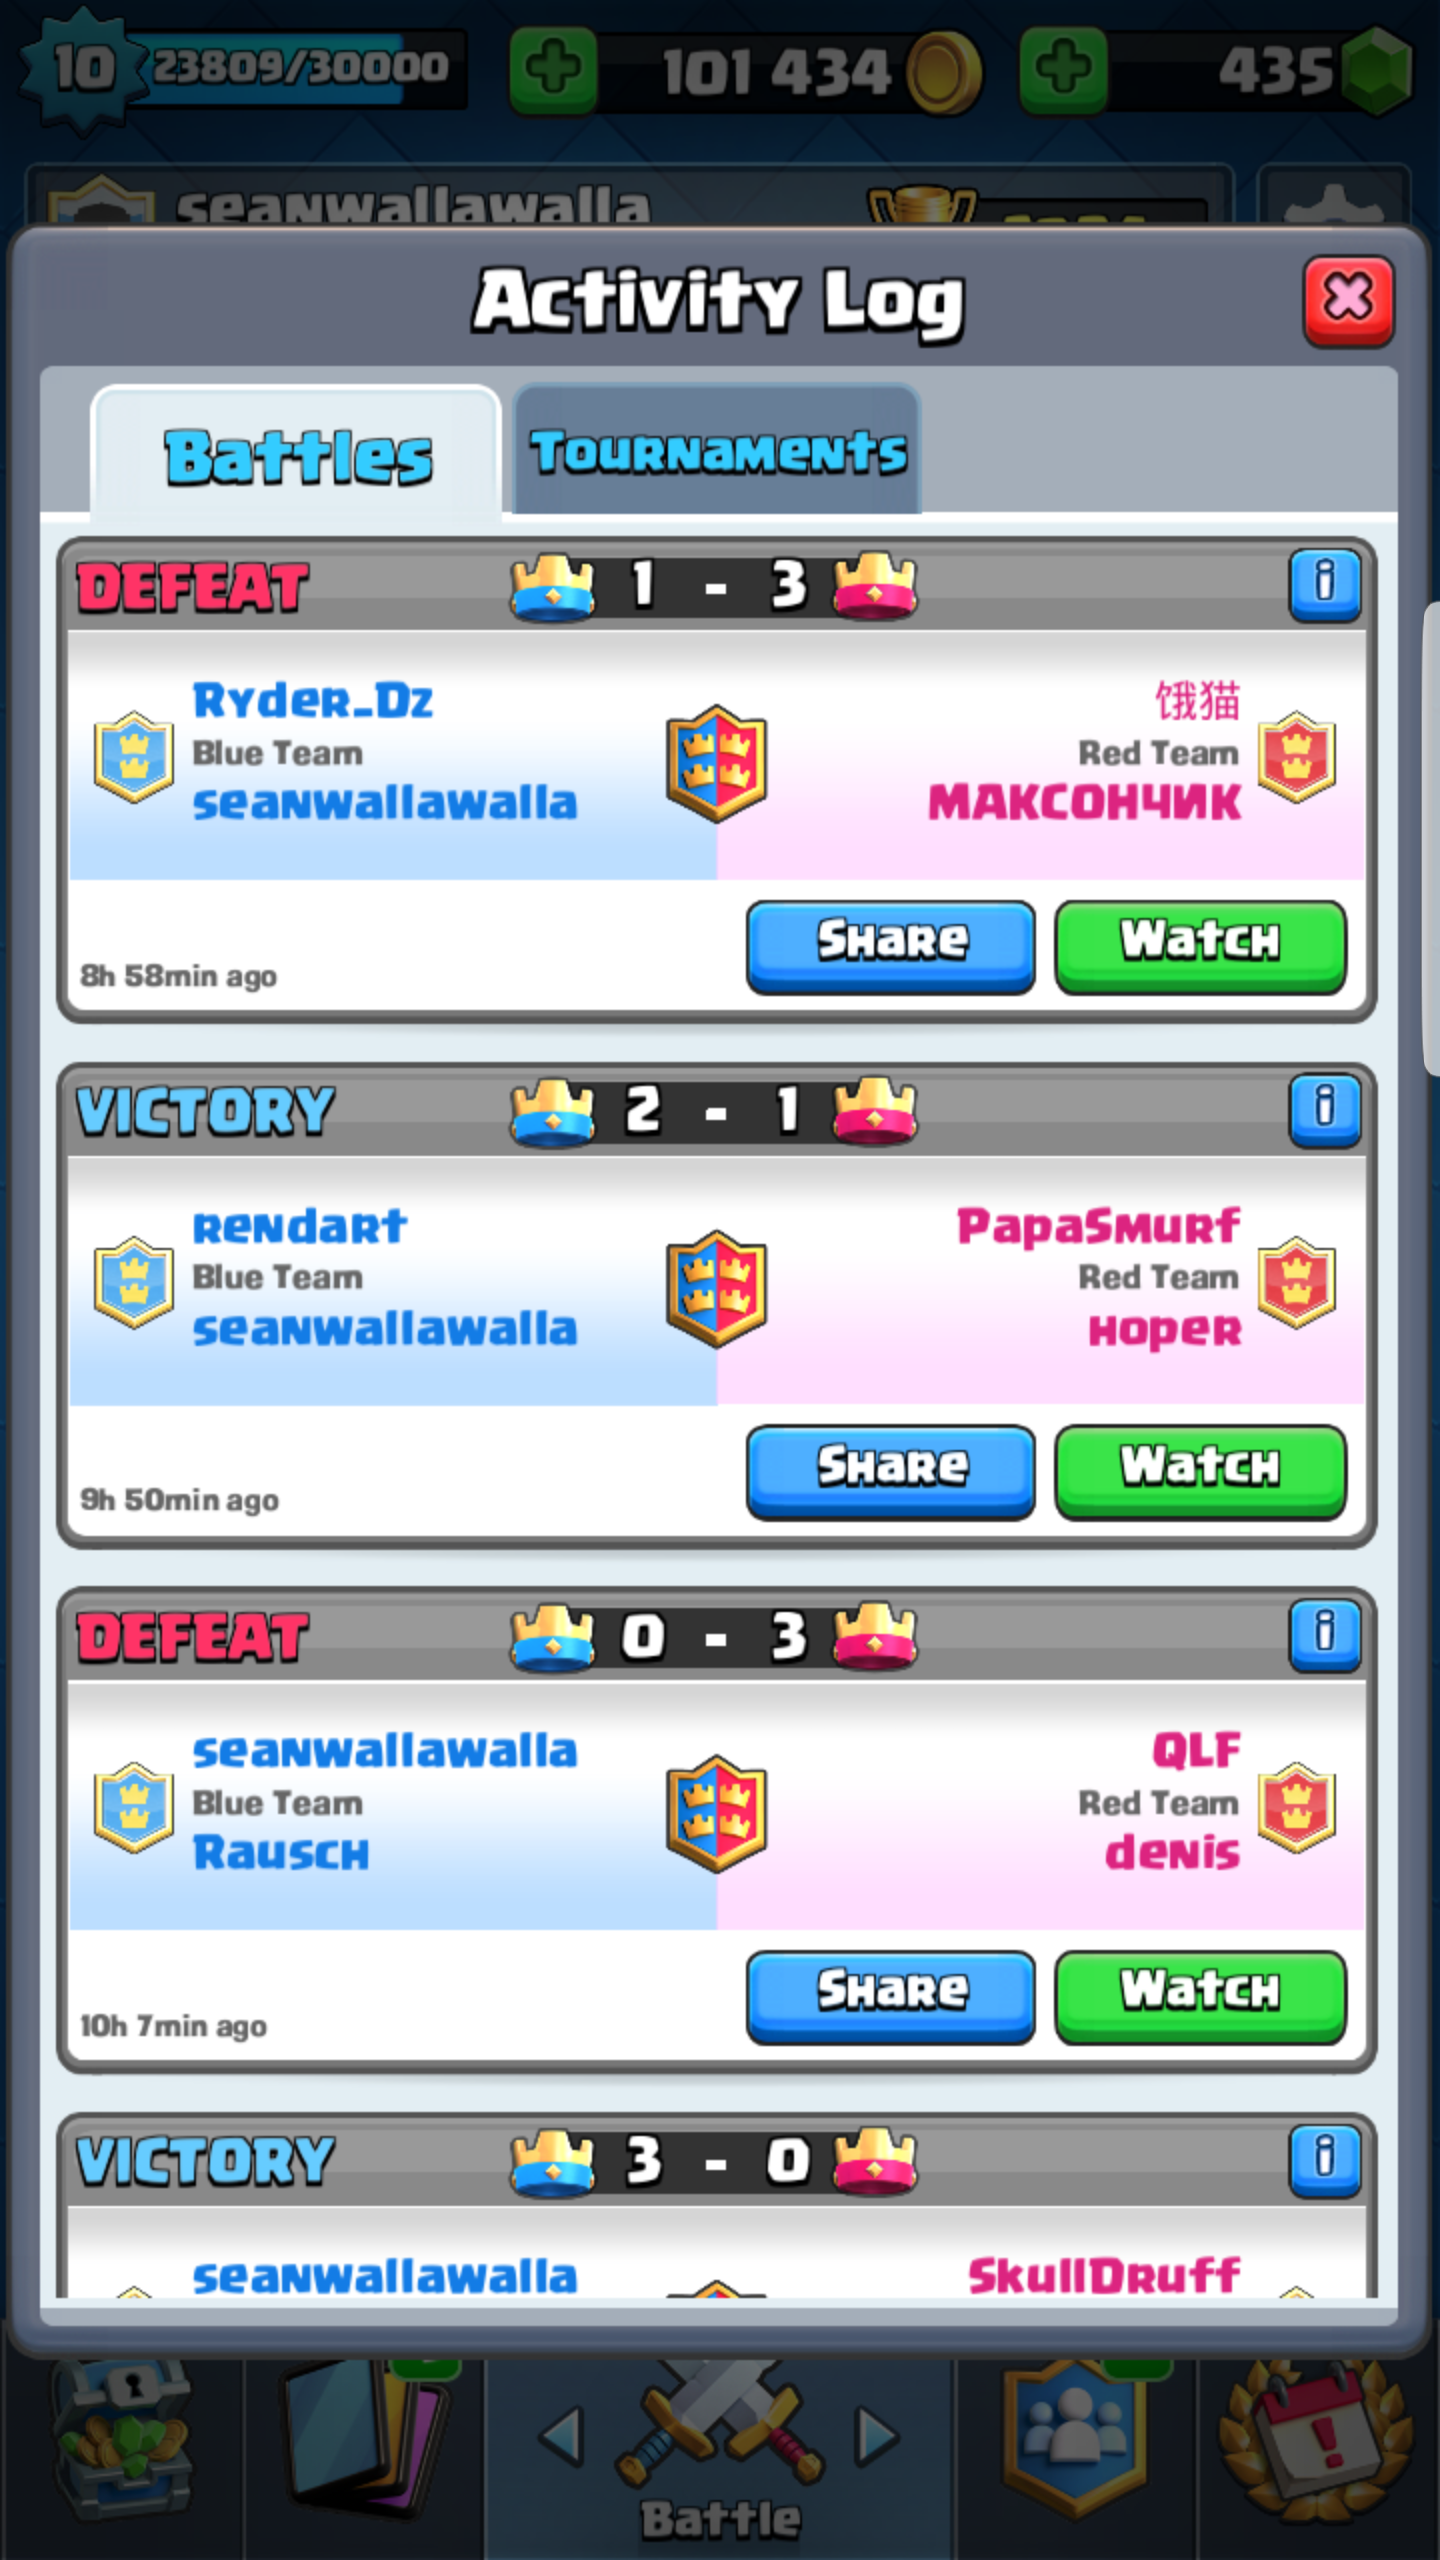 10 23809/30000 101 434 435
seanwallawalla
Activity Log
Battles Tournaments
DEFEAT 1 - 3 i
Ryder_Dz 饿猫
Blue Team Red Team
seanwallawalla МАКСОНЧИК
Share Watch
8h 58min ago
VICTORY 2 - 1 i
rendart PapaSmurf
Blue Team Red Team
seanwallawalla Hoper
Share Watch
9h 50min ago
DEFEAT 0 - 3 i
seanwallawalla QLF
Blue Team Red Team
Rausch denis
Share Watch
10h 7min ago
VICTORY 3 - 0 i
seanwallawalla SkullDruff
Battle